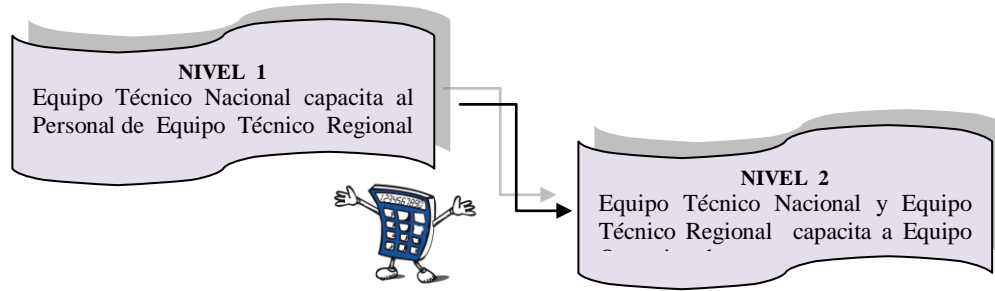 NIVEL 1
Equipo Técnico Nacional capacita al
Personal de Equipo Técnico Regional
1234567890
NIVEL 2
Equipo Técnico Nacional y Equipo
Técnico Regional capacita a Equipo